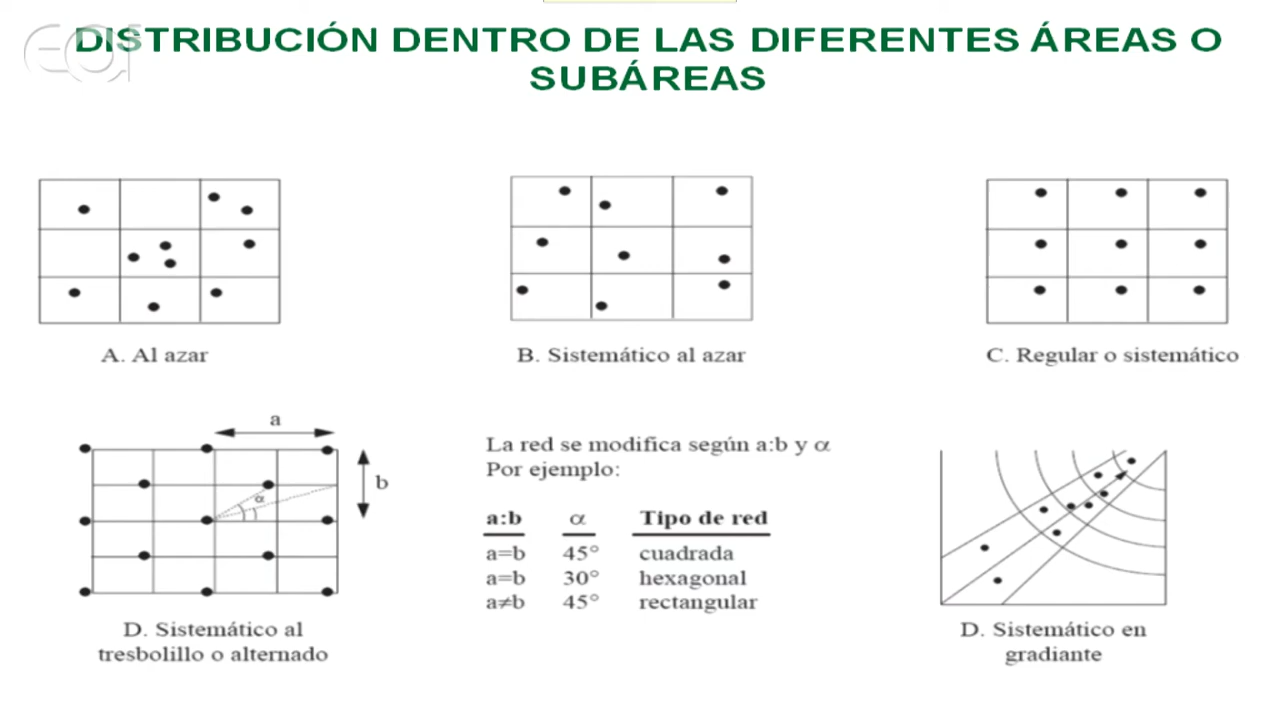 eoi
DISTRIBUCIÓN DENTRO DE LAS DIFERENTES ÁREAS O
SUBÁREAS
A. Al azar
B. Sistemático al azar
C. Regular o sistemático
a
b
α
D. Sistemático al
tresbolillo o alternado
La red se modifica según a:b y α
Por ejemplo:
a:b α Tipo de red
a=b 45° cuadrada
a=b 30° hexagonal
a≠b 45° rectangular
D. Sistemático en
gradiante